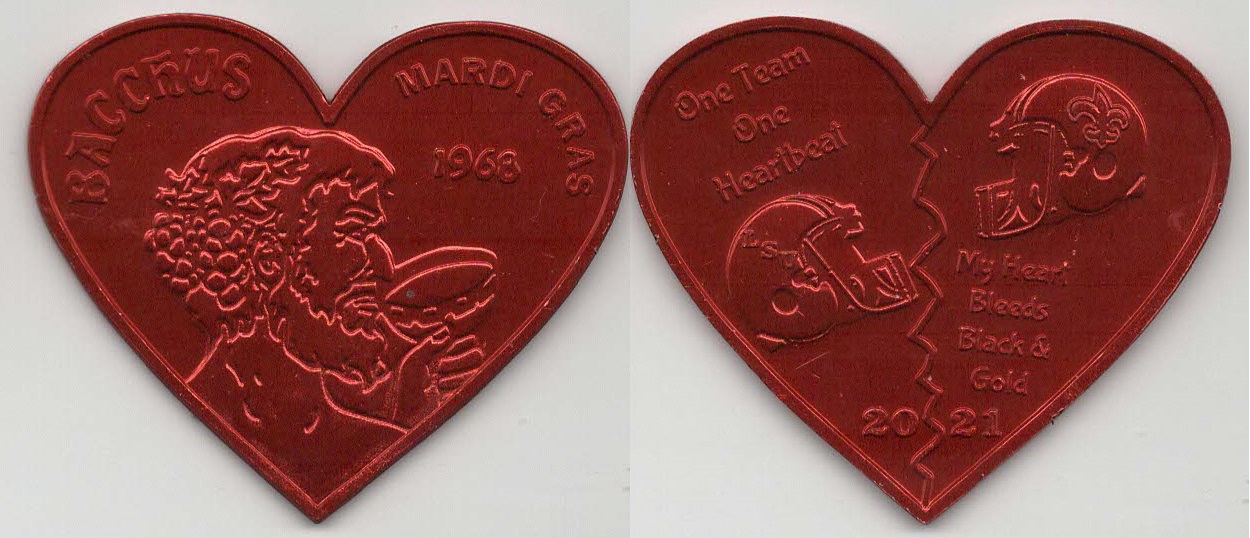 BACCHUS
MARDI GRAS
1968
One Team
One
Heartbeat
LSU
My Heart
Bleeds
Black &
Gold
2021